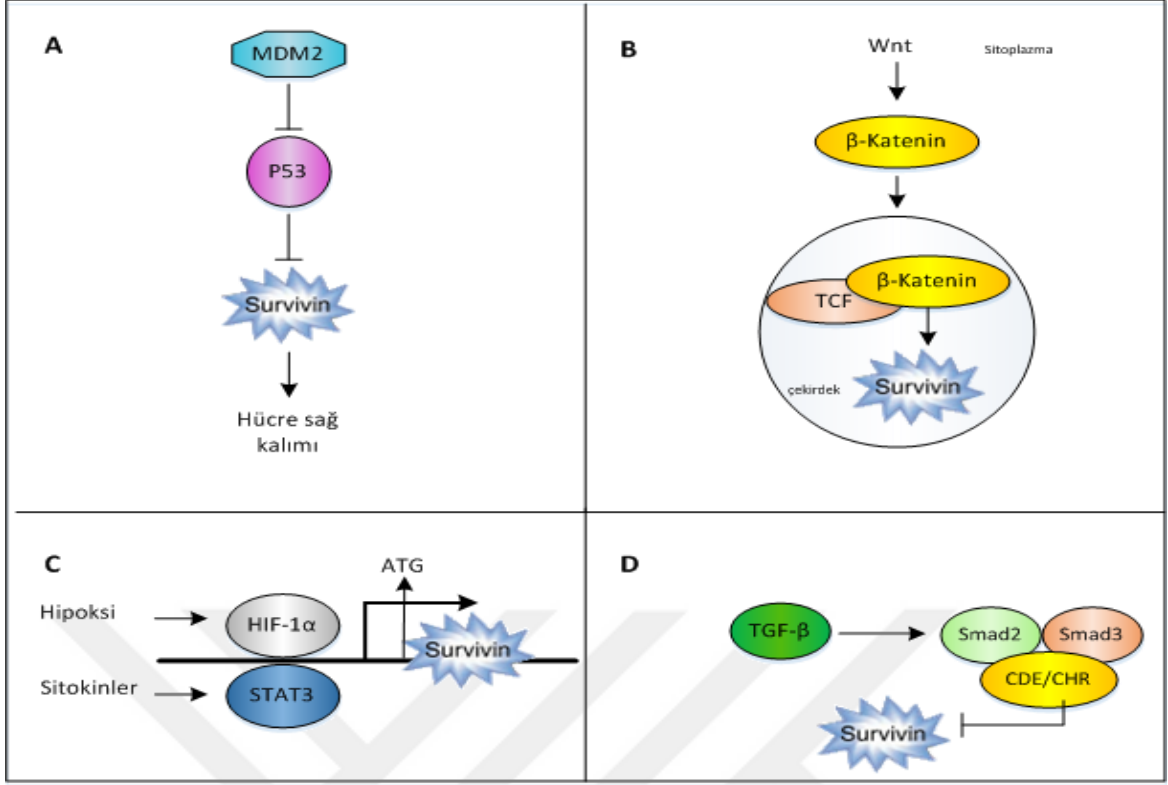 A
MDM2
P53
Survivin
Hücre sağ
kalımı
B
Wnt
Sitoplazma
β-Katenin
β-Katenin
TCF
çekirdek
Survivin
C
ATG
Hipoksi
HIF-1α
Survivin
Sitokinler
STAT3
D
TGF-β
Smad2
Smad3
CDE/CHR
Survivin